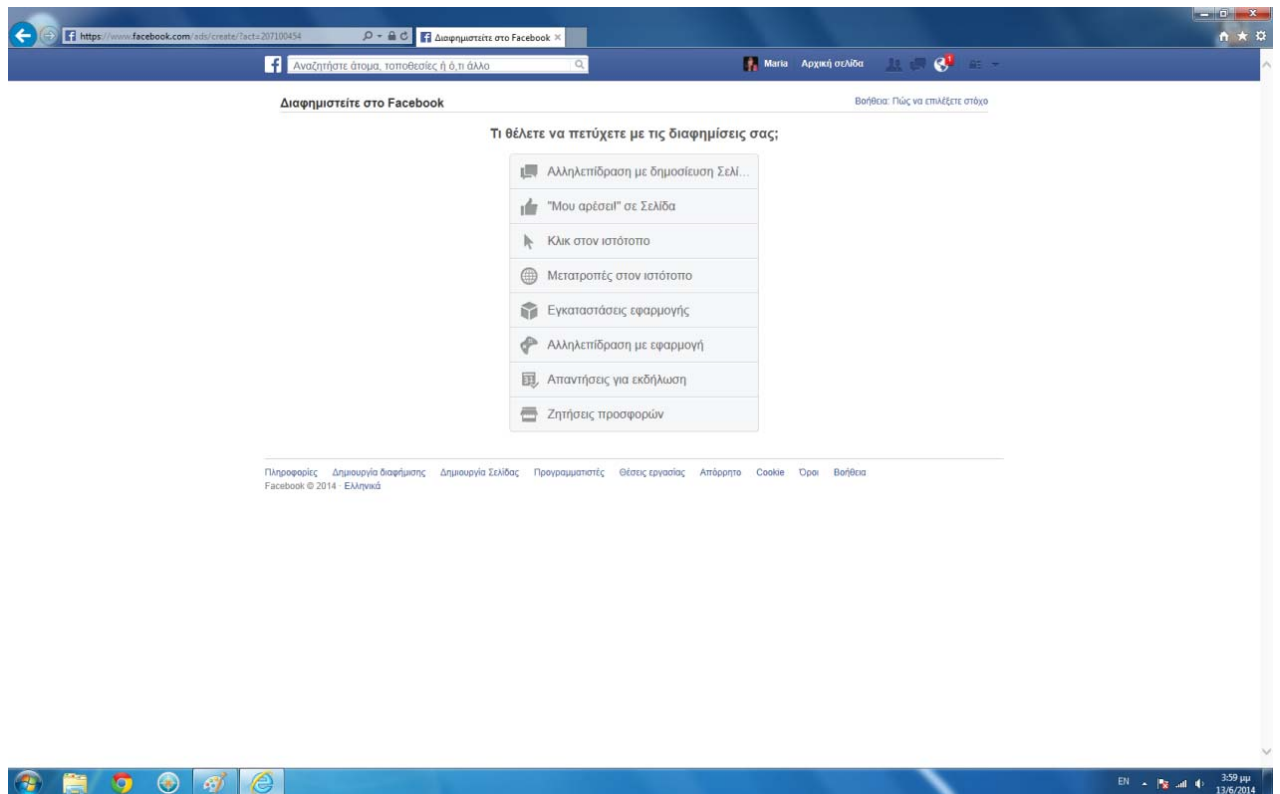 https://www.facebook.com/ads/create/?act=207100454
Διαφημιστείτε στο Facebook
Αναζητήστε άτομα, τοποθεσίες ή ό,τι άλλο
Maria Αρχική σελίδα
1
Διαφημιστείτε στο Facebook
Βοήθεια: Πώς να επιλέξετε στόχο
Τι θέλετε να πετύχετε με τις διαφημίσεις σας;
Αλληλεπίδραση με δημοσίευση Σελί...
"Μου αρέσει!" σε Σελίδα
Κλικ στον ιστότοπο
Μετατροπές στον ιστότοπο
Εγκαταστάσεις εφαρμογής
Αλληλεπίδραση με εφαρμογή
Απαντήσεις για εκδήλωση
Ζητήσεις προσφορών
Πληροφορίες Δημιουργία διαφήμισης Δημιουργία Σελίδας Προγραμματιστές Θέσεις εργασίας Απόρρητο Cookie Όροι Βοήθεια
Facebook © 2014 · Ελληνικά
EN
3:59 μμ
13/6/2014